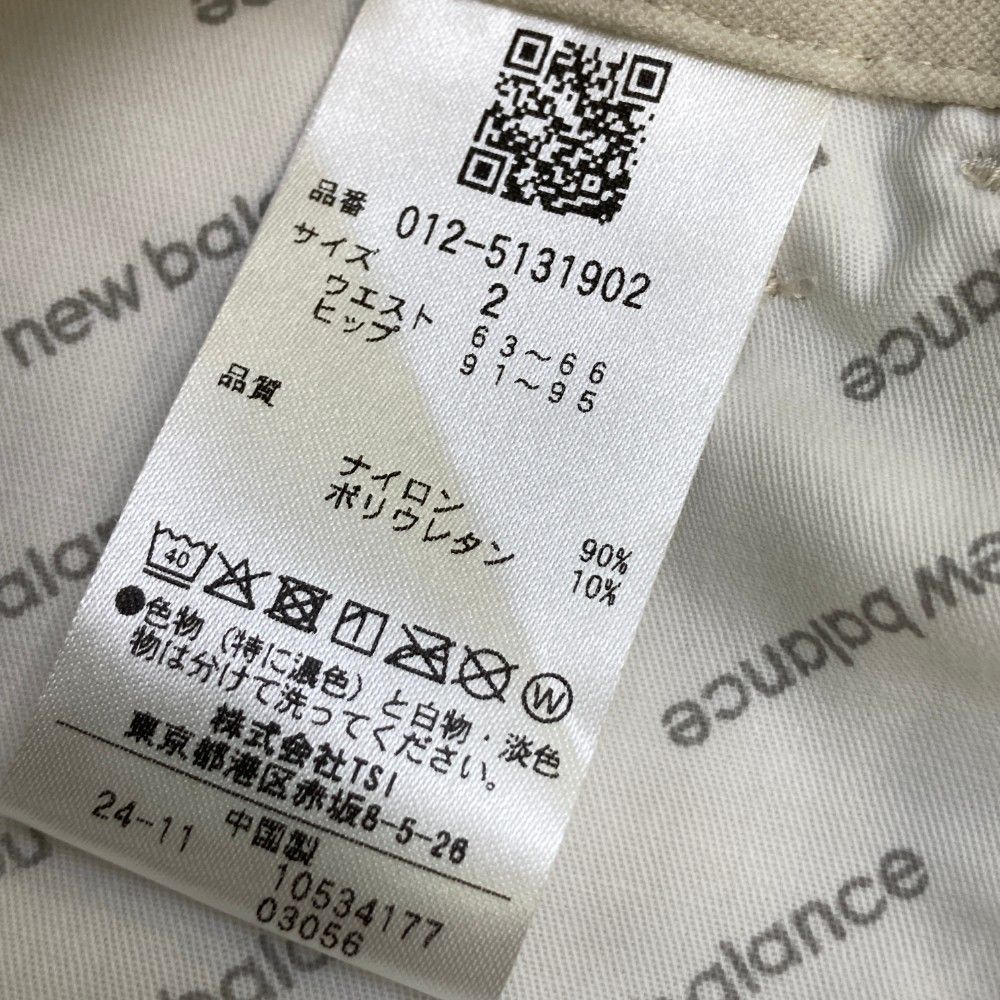 品番 012-5131902
サイズ 2
ウエスト 63～66
ヒップ 91～95
品質
ナイロン 90%
ポリウレタン 10%
40
W
●色物（特に濃色）と白物・淡色
物は分けて洗ってください。
株式会社TSI
東京都港区赤坂8-5-26
24-11 中国製
10534177
03056
new balance
new balance
ance
balance
balance